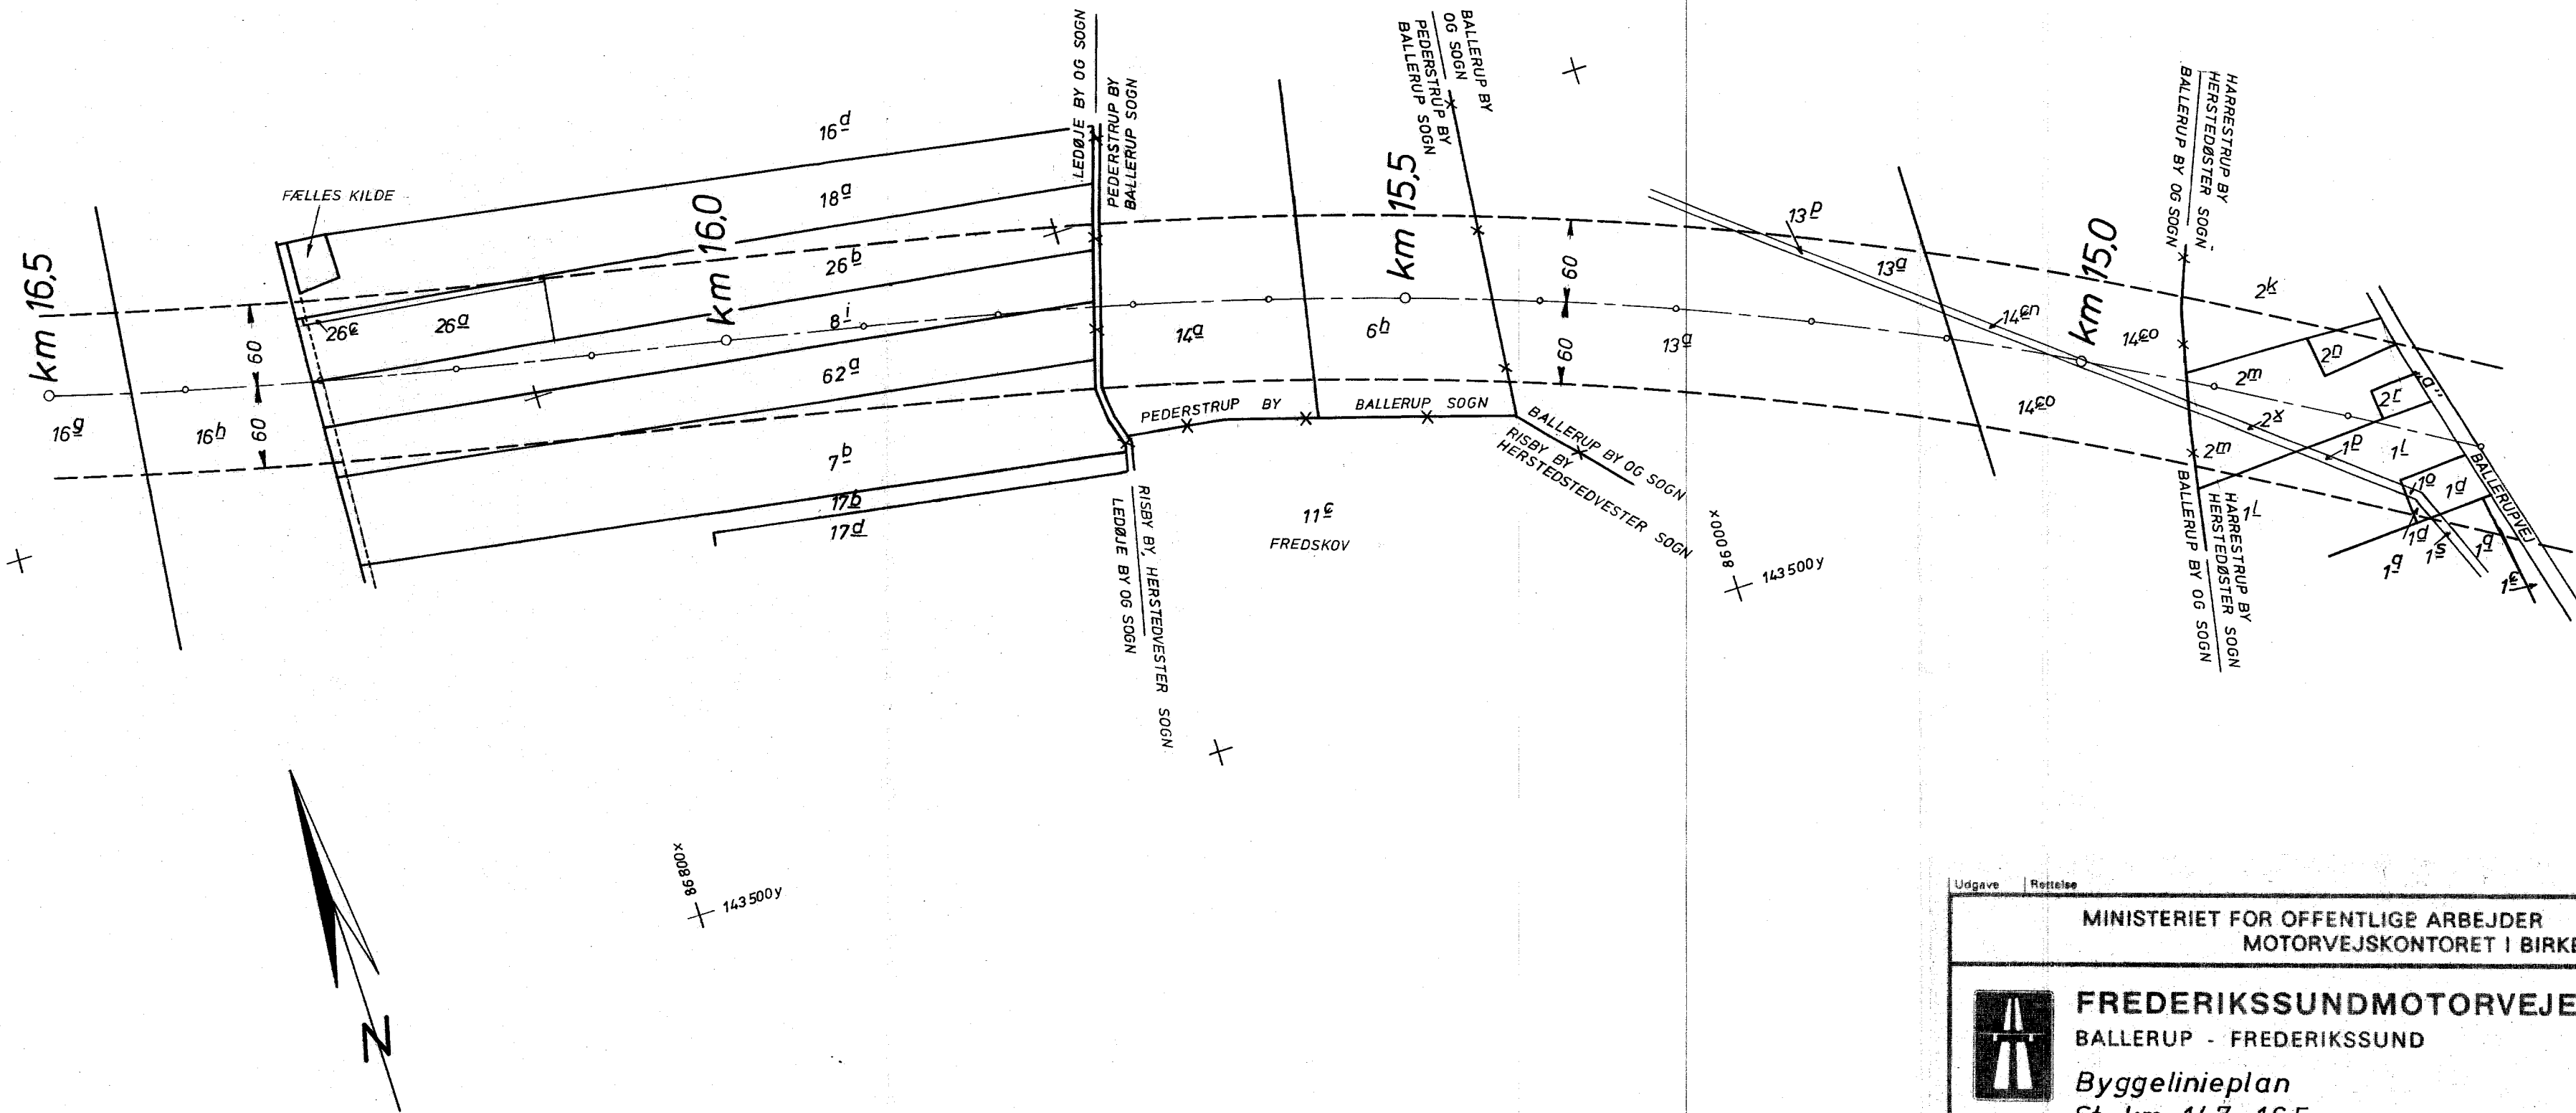 km 16,5
16g
16h
60
60
FÆLLES KILDE
26c
26a
16d
18a
km 16,0
26b
8i
62a
7b
17b
17d
LEDØJE BY OG SOGN
PEDERSTRUP BY
BALLERUP SOGN
14a
6h
km 15,5
BALLERUP BY
OG SOGN
PEDERSTRUP BY
BALLERUP SOGN
PEDERSTRUP BY BALLERUP SOGN
BALLERUP BY OG SOGN
RISBY BY
HERSTEDSTEDVESTER SOGN
RISBY BY, HERSTEDVESTER SOGN
LEDØJE BY OG SOGN
11c
FREDSKOV
60
60
13p
13a
13a
14cn
km 15,0
14co
14co
HARRESTRUP BY
HERSTEDØSTER SOGN
BALLERUP BY OG SOGN
2k
2n
2m
2r
"a"
2x
1p
1l
2m
1o
1d
BALLERUPVEJ
1l
1d
1s
1q
1g
1c
HARRESTRUP BY
HERSTEDØSTER SOGN
BALLERUP BY OG SOGN
86000x
143500y
86800x
143500y
N
Udgave
Rettelse
MINISTERIET FOR OFFENTLIGE ARBEJDER
MOTORVEJSKONTORET I BIRKE
FREDERIKSSUNDMOTORVEJE
BALLERUP - FREDERIKSSUND
Byggelinieplan